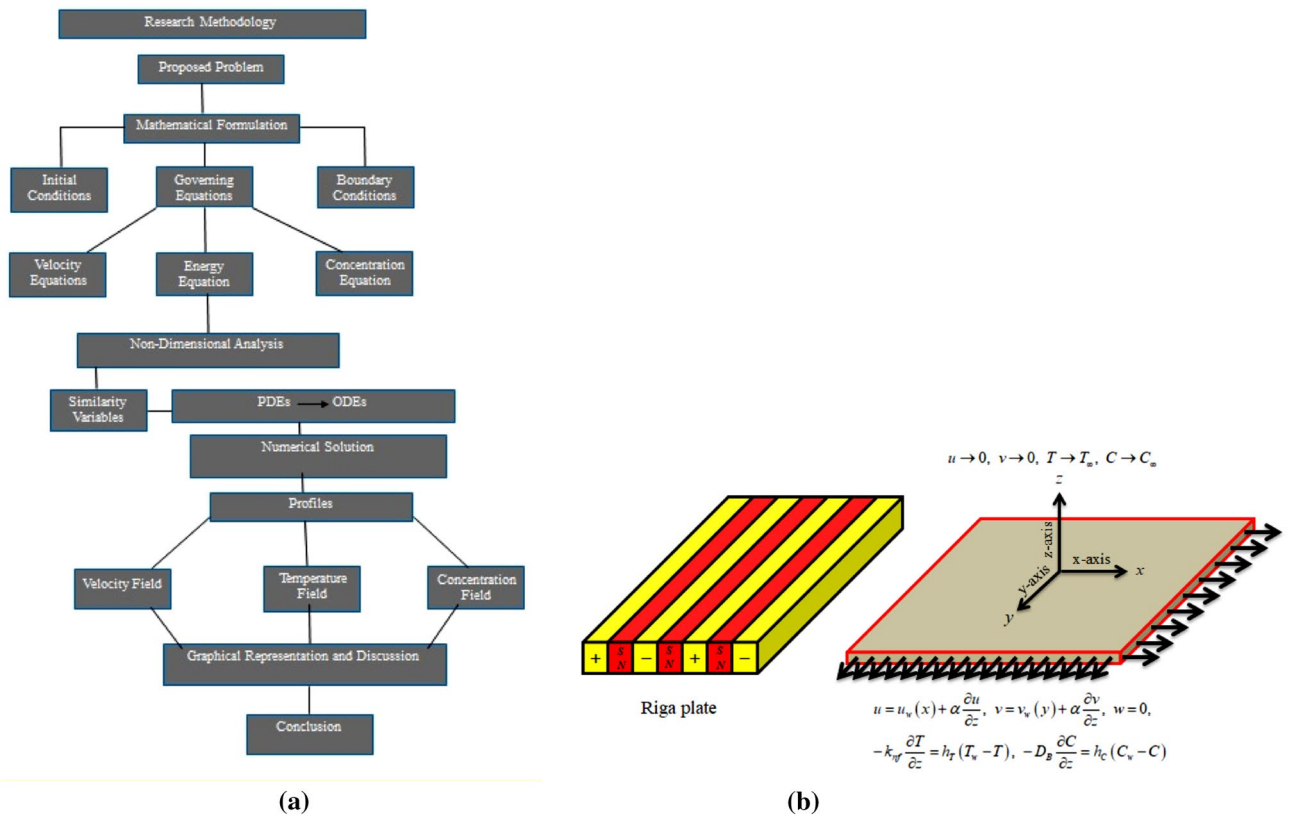 Research Methodology
Proposed Problem
Mathematical Formulation
Initial
Conditions
Governing
Equations
Boundary
Conditions
Velocity
Equations
Energy
Equation
Concentration
Equation
Non-Dimensional Analysis
Similarity
Variables
PDEs → ODEs
Numerical Solution
Profiles
Velocity Field
Temperature
Field
Concentration
Field
Graphical Representation and Discussion
Conclusion
(a)
u → 0, v → 0, T → T∞, C → C∞
z
z-axis
x-axis
x
y-axis
y
+ S N − S N + S N −
Riga plate
u = u_w(x) + α ∂u/∂z, v = v_w(y) + α ∂v/∂z, w = 0,
−k_nf ∂T/∂z = h_T(T_w − T), −D_B ∂C/∂z = h_C(C_w − C)
(b)